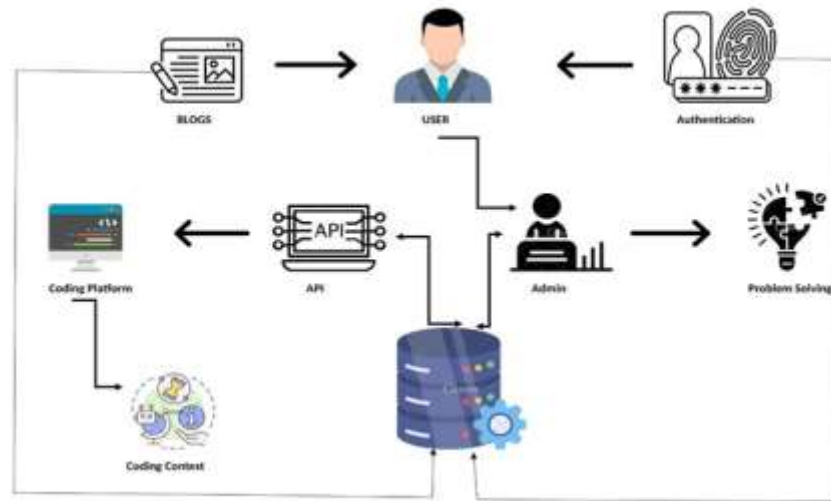 BLOGS
USER
Authentication
API
Coding Platform
API
Admin
Problem Solving
Coding Contest